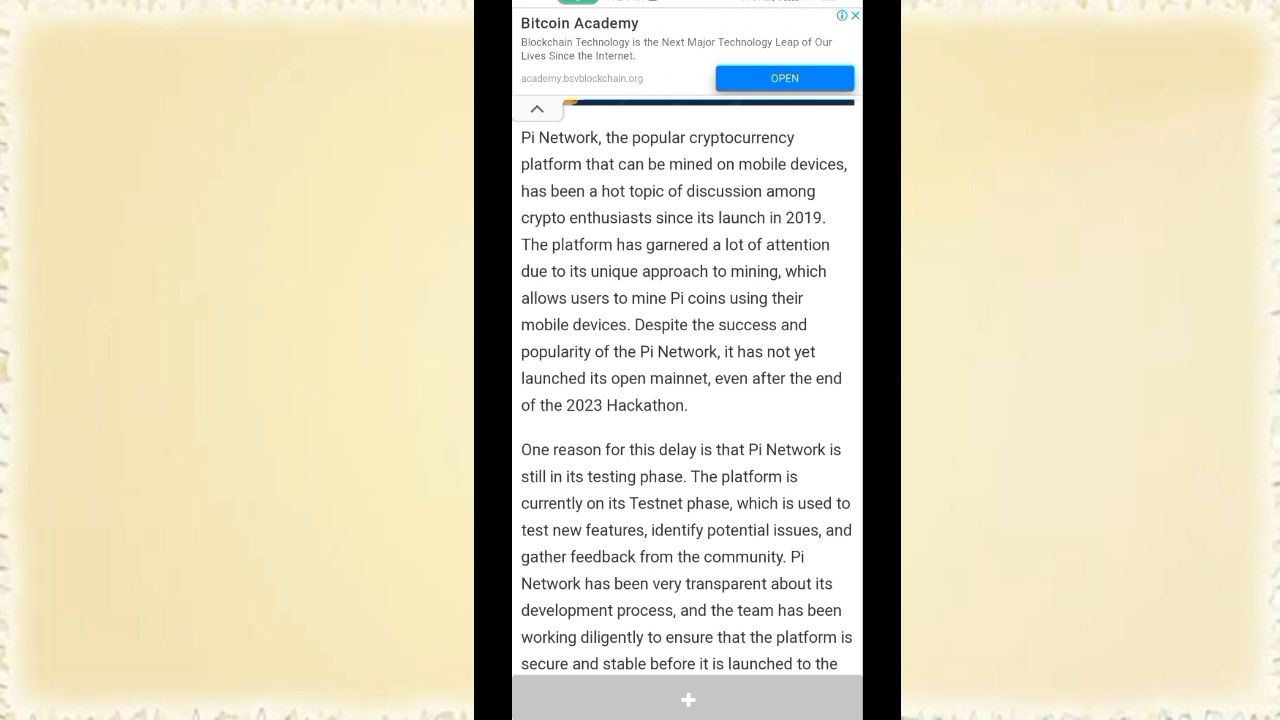 Bitcoin Academy
Blockchain Technology is the Next Major Technology Leap of Our
Lives Since the Internet.
academy.bsvblockchain.org
OPEN
Pi Network, the popular cryptocurrency
platform that can be mined on mobile devices,
has been a hot topic of discussion among
crypto enthusiasts since its launch in 2019.
The platform has garnered a lot of attention
due to its unique approach to mining, which
allows users to mine Pi coins using their
mobile devices. Despite the success and
popularity of the Pi Network, it has not yet
launched its open mainnet, even after the end
of the 2023 Hackathon.
One reason for this delay is that Pi Network is
still in its testing phase. The platform is
currently on its Testnet phase, which is used to
test new features, identify potential issues, and
gather feedback from the community. Pi
Network has been very transparent about its
development process, and the team has been
working diligently to ensure that the platform is
secure and stable before it is launched to the